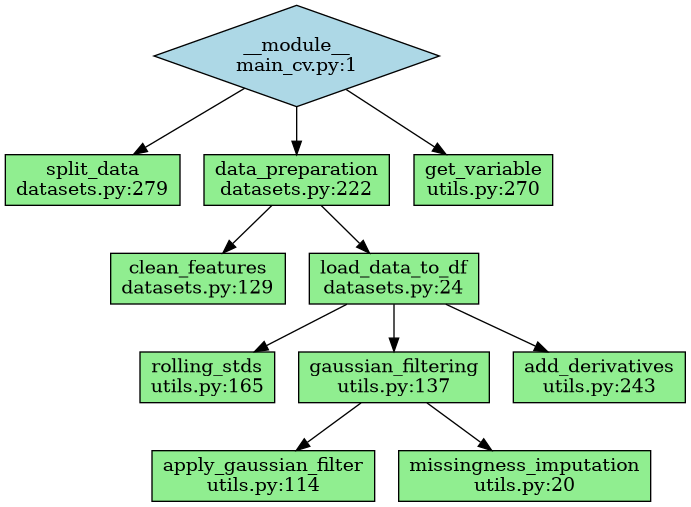 __module__
main_cv.py:1
split_data
datasets.py:279
data_preparation
datasets.py:222
get_variable
utils.py:270
clean_features
datasets.py:129
load_data_to_df
datasets.py:24
rolling_stds
utils.py:165
gaussian_filtering
utils.py:137
add_derivatives
utils.py:243
apply_gaussian_filter
utils.py:114
missingness_imputation
utils.py:20